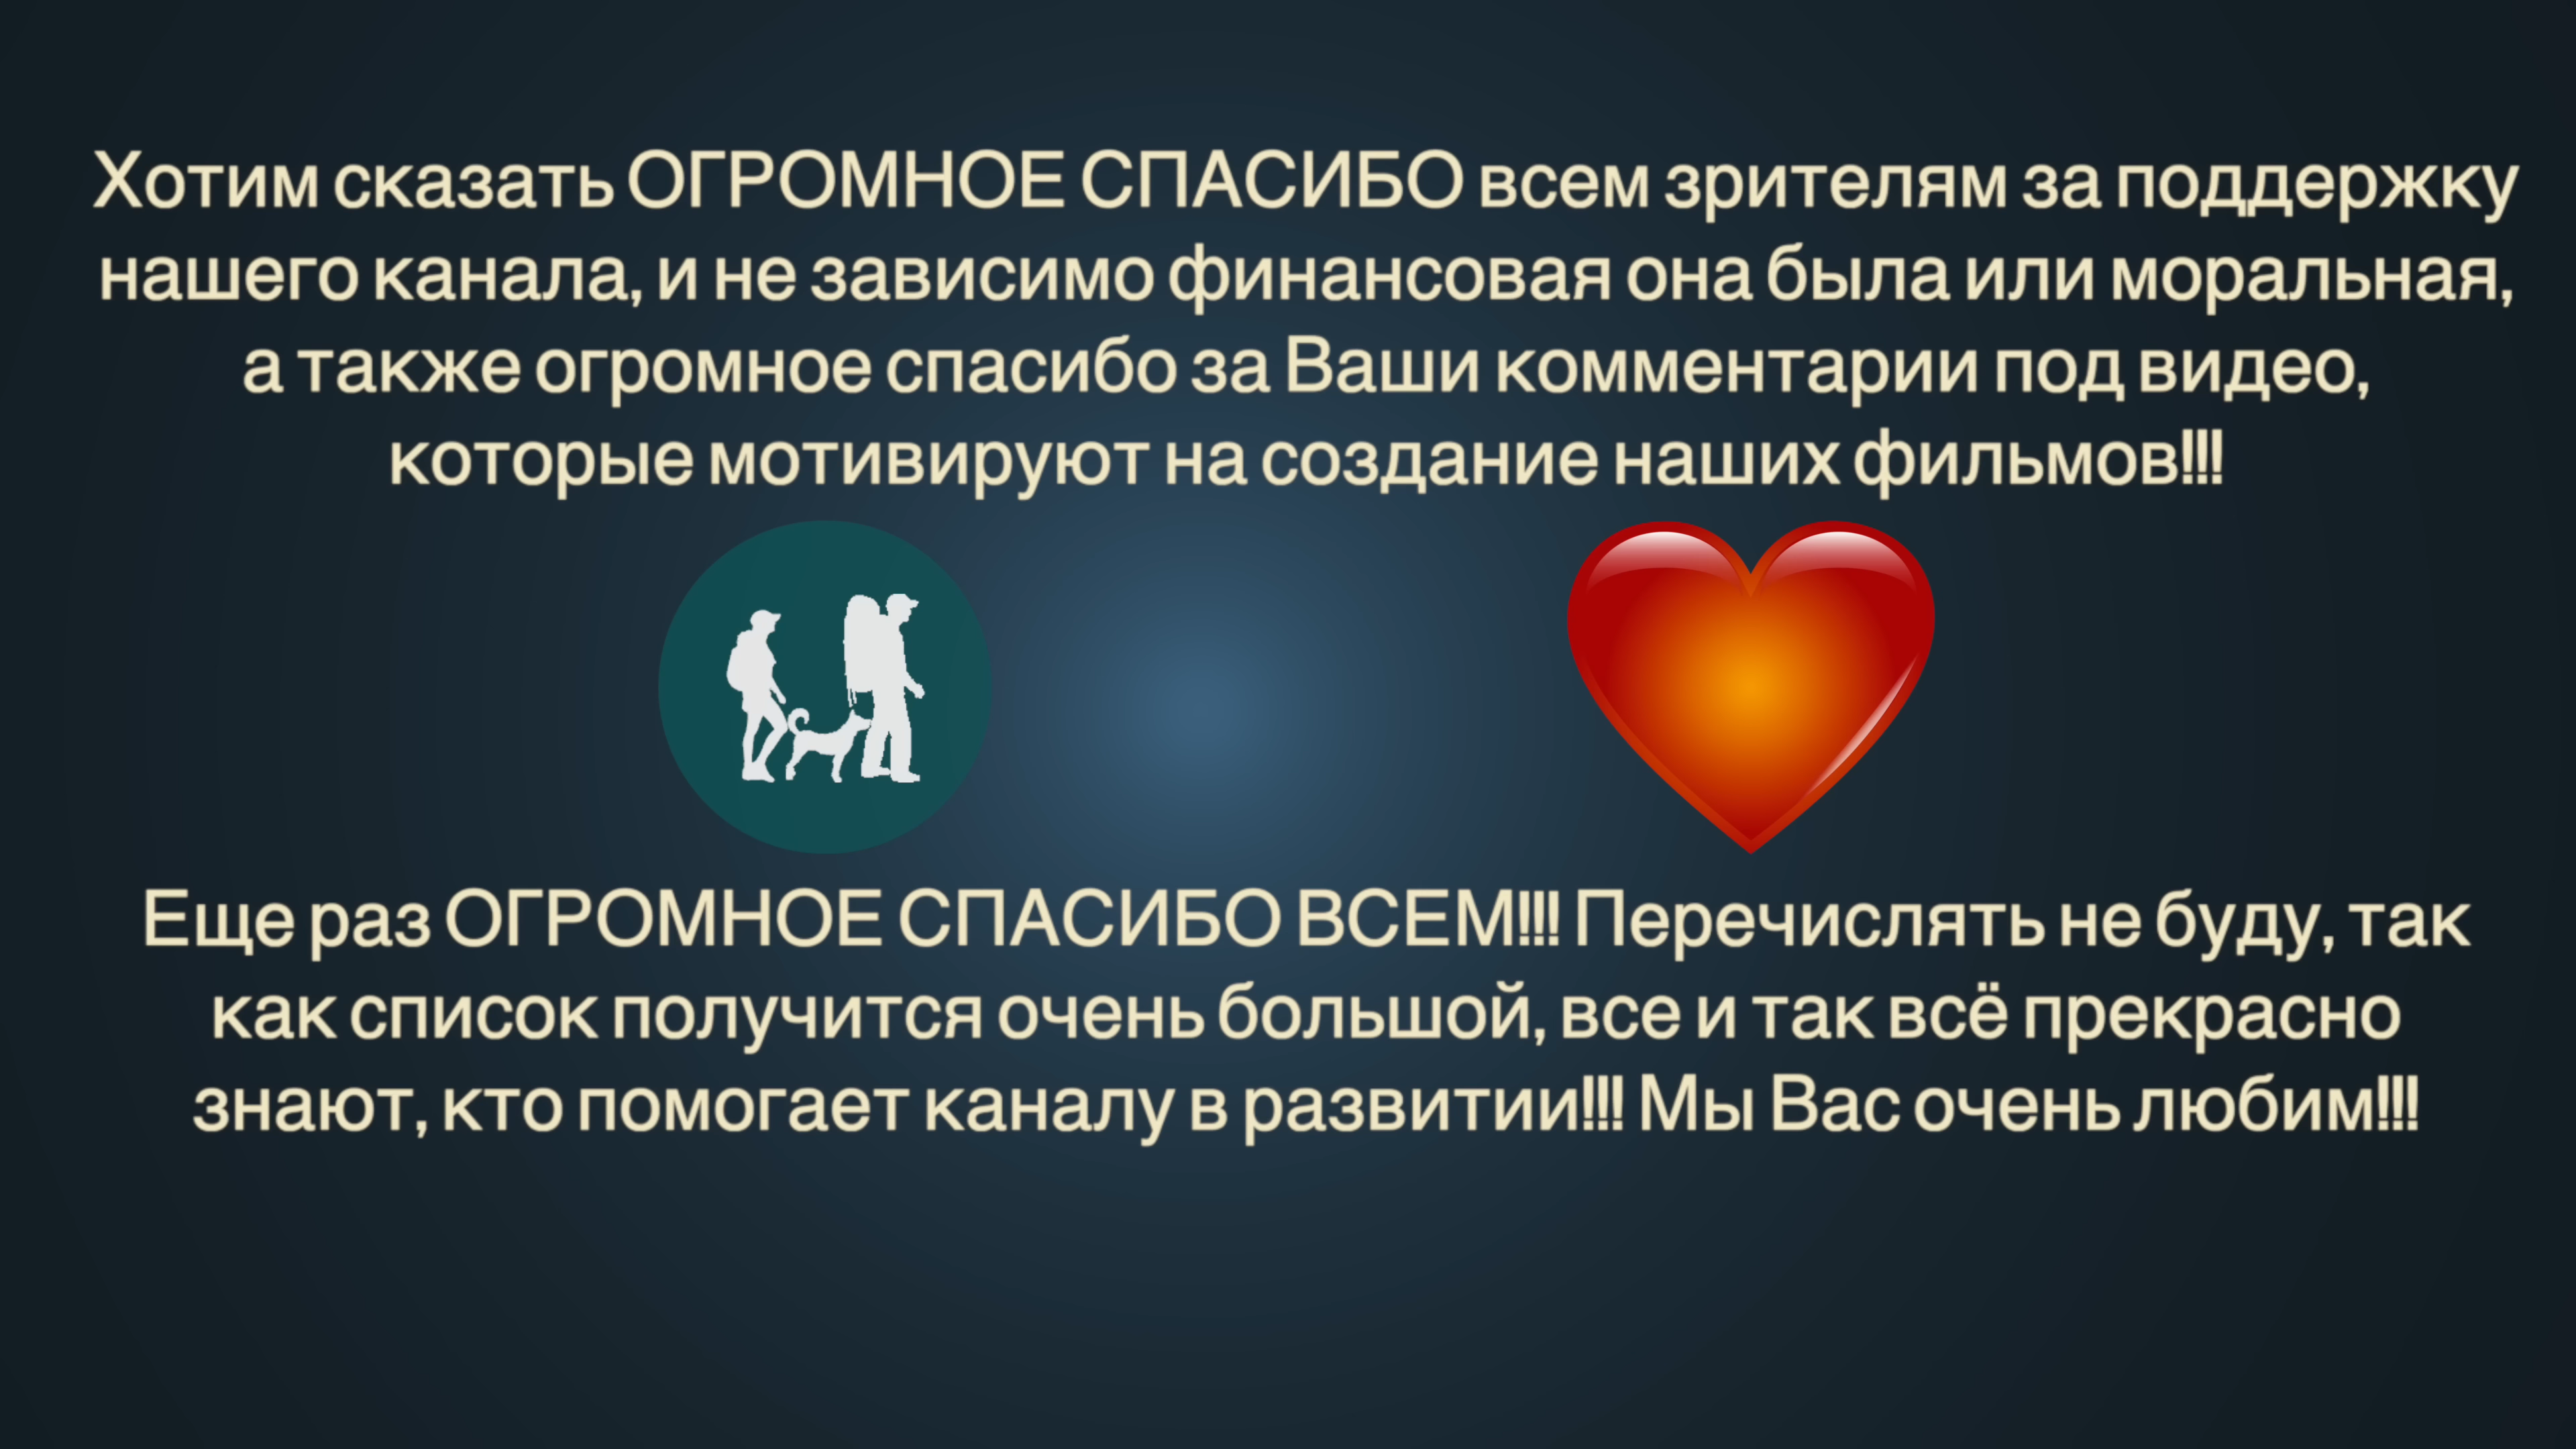 Хотим сказать ОГРОМНОЕ СПАСИБО всем зрителям за поддержку
нашего канала, и не зависимо финансовая она была или моральная,
а также огромное спасибо за Ваши комментарии под видео,
которые мотивируют на создание наших фильмов!!!
Еще раз ОГРОМНОЕ СПАСИБО ВСЕМ!!! Перечислять не буду, так
как список получится очень большой, все и так всё прекрасно
знают, кто помогает каналу в развитии!!! Мы Вас очень любим!!!